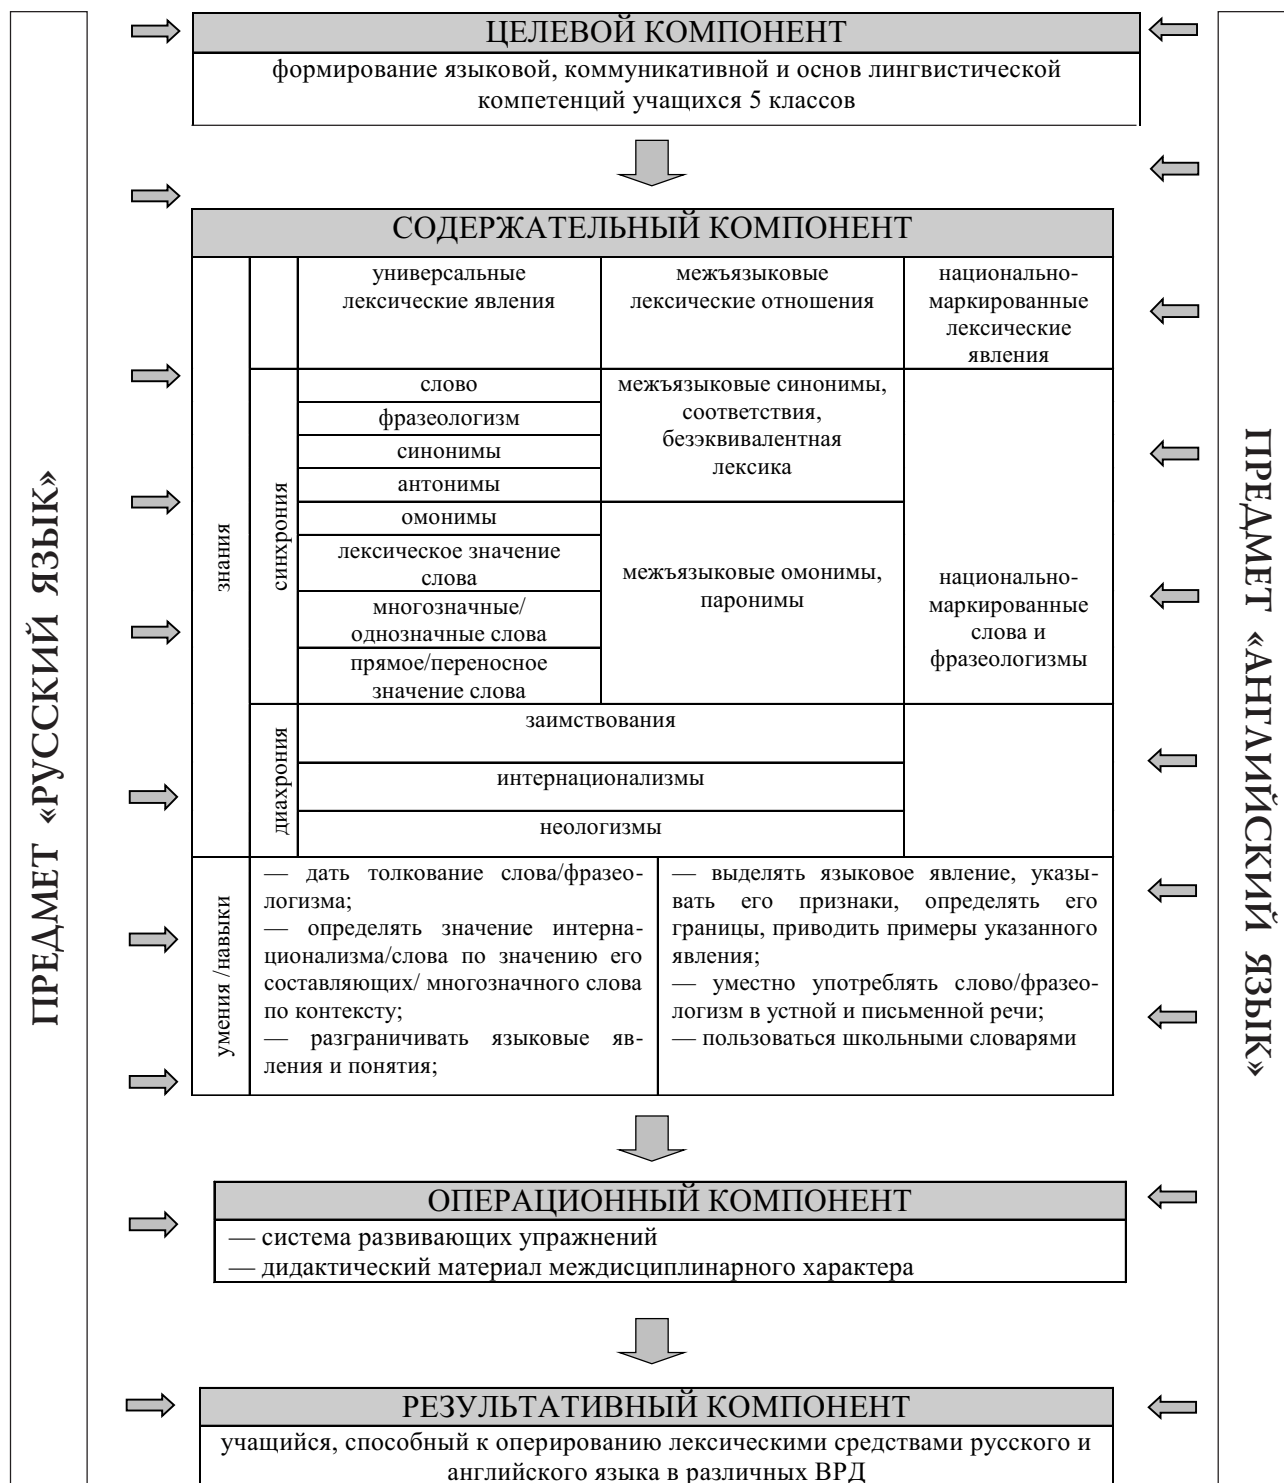 ПРЕДМЕТ «РУССКИЙ ЯЗЫК»
ЦЕЛЕВОЙ КОМПОНЕНТ
формирование языковой, коммуникативной и основ лингвистической
компетенций учащихся 5 классов
СОДЕРЖАТЕЛЬНЫЙ КОМПОНЕНТ
знания
универсальные
лексические явления
межъязыковые
лексические отношения
национально-
маркированные
лексические
явления
синхрония
слово
фразеологизм
синонимы
антонимы
омонимы
лексическое значение
слова
многозначные/
однозначные слова
прямое/переносное
значение слова
межъязыковые синонимы,
соответствия,
безэквивалентная
лексика
межъязыковые омонимы,
паронимы
национально-
маркированные
слова и
фразеологизмы
диахрония
заимствования
интернационализмы
неологизмы
умения /навыки
— дать толкование слова/фразео-
логизма;
— определять значение интерна-
ционализма/слова по значению его
составляющих/ многозначного слова
по контексту;
— разграничивать языковые яв-
ления и понятия;
— выделять языковое явление, указы-
вать его признаки, определять его
границы, приводить примеры указанного
явления;
— уместно употреблять слово/фразео-
логизм в устной и письменной речи;
— пользоваться школьными словарями
ОПЕРАЦИОННЫЙ КОМПОНЕНТ
— система развивающих упражнений
— дидактический материал междисциплинарного характера
РЕЗУЛЬТАТИВНЫЙ КОМПОНЕНТ
учащийся, способный к оперированию лексическими средствами русского и
английского языка в различных ВРД
ПРЕДМЕТ «АНГЛИЙСКИЙ ЯЗЫК»